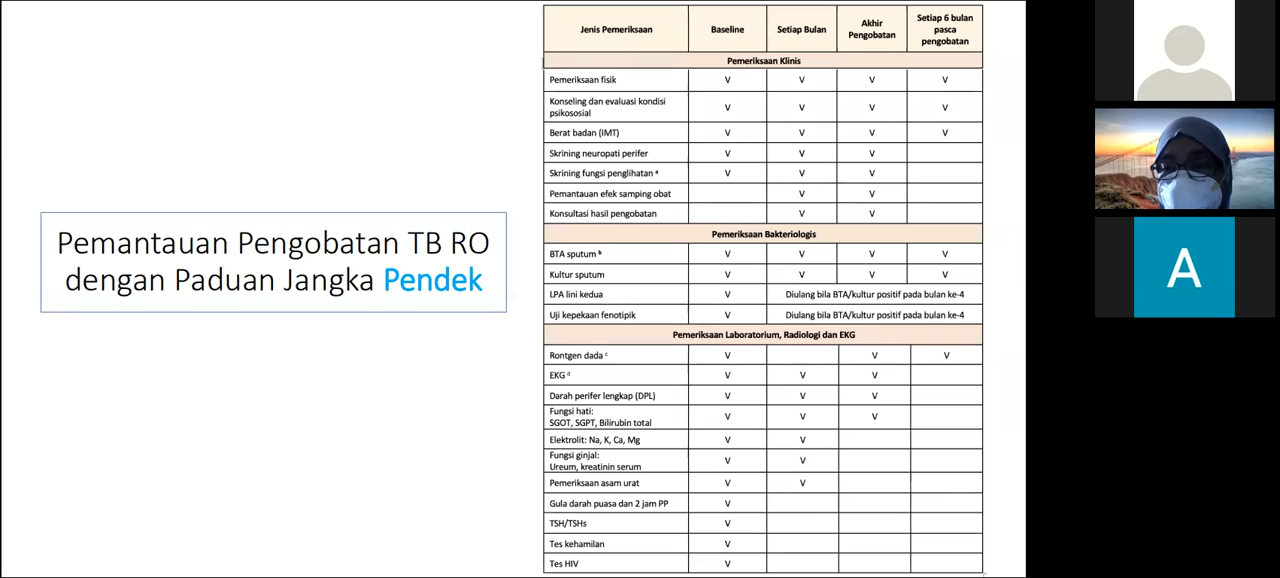 Pemantauan Pengobatan TB RO
dengan Paduan Jangka Pendek
Jenis Pemeriksaan Baseline Setiap Bulan Akhir Pengobatan Setiap 6 bulan pasca pengobatan
Pemeriksaan Klinis
Pemeriksaan fisik V V V V
Konseling dan evaluasi kondisi psikososial V V V V
Berat badan (IMT) V V V V
Skrining neuropati perifer V V V
Skrining fungsi penglihatan ᵃ V V V
Pemantauan efek samping obat V V
Konsultasi hasil pengobatan V V
Pemeriksaan Bakteriologis
BTA sputum ᵇ V V V V
Kultur sputum V V V V
LPA lini kedua V Diulang bila BTA/kultur positif pada bulan ke-4
Uji kepekaan fenotipik V Diulang bila BTA/kultur positif pada bulan ke-4
Pemeriksaan Laboratorium, Radiologi dan EKG
Rontgen dada ᶜ V V V
EKG ᵈ V V V
Darah perifer lengkap (DPL) V V V
Fungsi hati:
SGOT, SGPT, Bilirubin total V V V
Elektrolit: Na, K, Ca, Mg V V
Fungsi ginjal:
Ureum, kreatinin serum V V
Pemeriksaan asam urat V V
Gula darah puasa dan 2 jam PP V
TSH/TSHs V
Tes kehamilan V
Tes HIV V
A